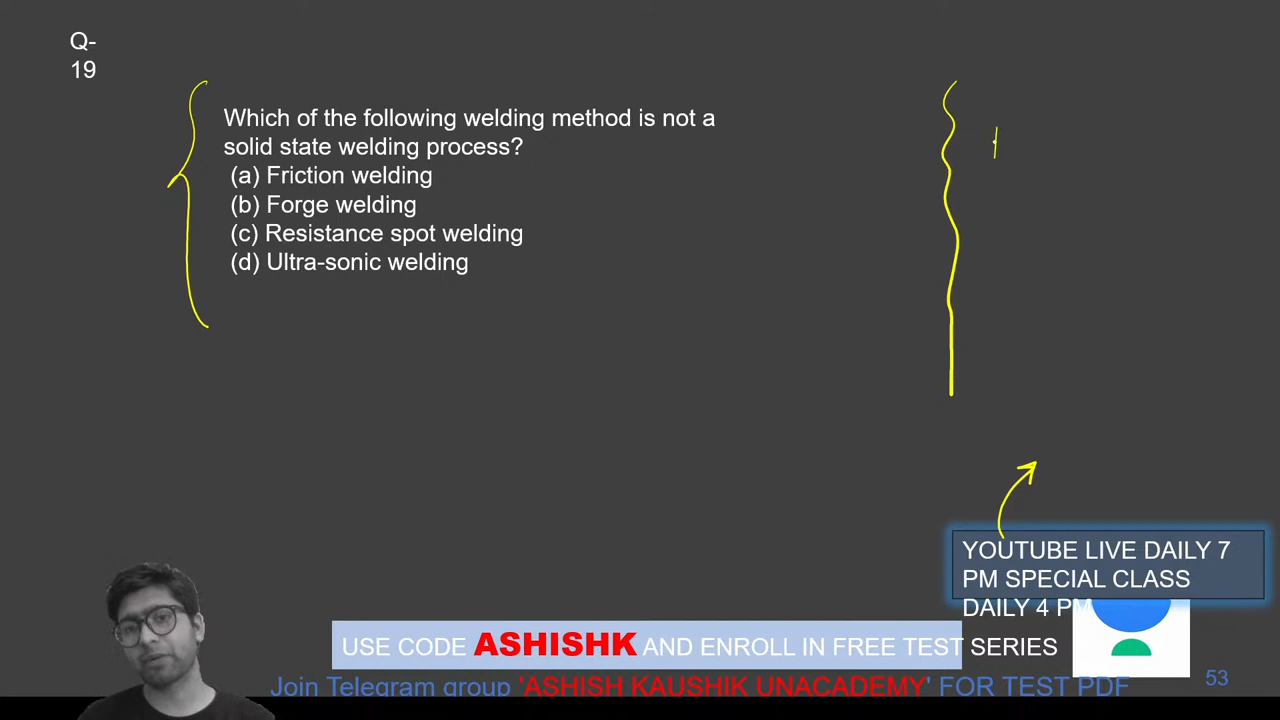 Q-
19
Which of the following welding method is not a
solid state welding process?
(a) Friction welding
(b) Forge welding
(c) Resistance spot welding
(d) Ultra-sonic welding
YOUTUBE LIVE DAILY 7
PM SPECIAL CLASS
DAILY 4 PM
USE CODE ASHISHK AND ENROLL IN FREE TEST SERIES
Join Telegram group 'ASHISH KAUSHIK UNACADEMY' FOR TEST PDF
53